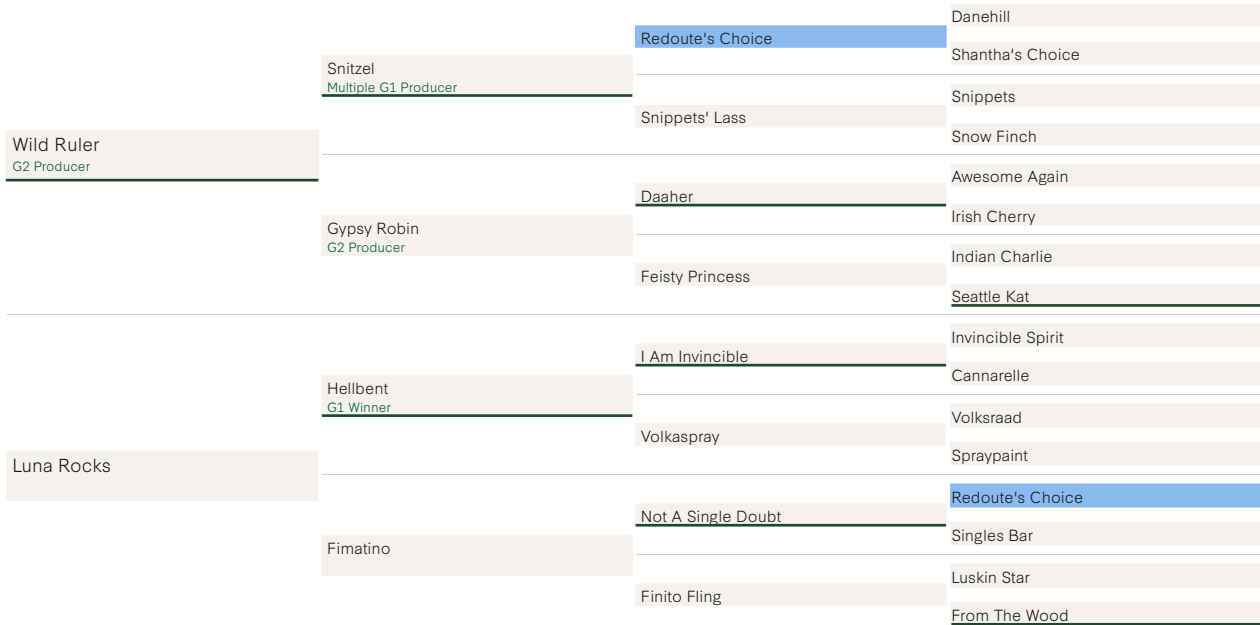 Wild Ruler
G2 Producer
Luna Rocks
Snitzel
Multiple G1 Producer
Gypsy Robin
G2 Producer
Hellbent
G1 Winner
Fimatino
Redoute's Choice
Snippets' Lass
Daaher
Feisty Princess
I Am Invincible
Volkaspray
Not A Single Doubt
Finito Fling
Danehill
Shantha's Choice
Snippets
Snow Finch
Awesome Again
Irish Cherry
Indian Charlie
Seattle Kat
Invincible Spirit
Cannarelle
Volksraad
Spraypaint
Redoute's Choice
Singles Bar
Luskin Star
From The Wood